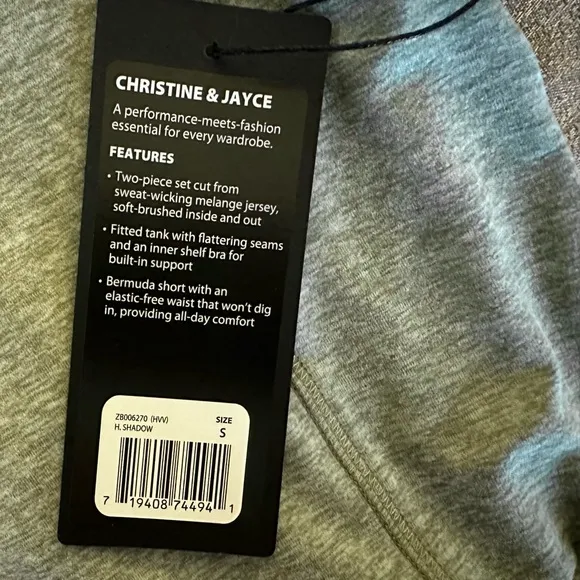 CHRISTINE & JAYCE
A performance-meets-fashion
essential for every wardrobe.
FEATURES
• Two-piece set cut from
sweat-wicking melange jersey,
soft-brushed inside and out
• Fitted tank with flattering seams
and an inner shelf bra for
built-in support
• Bermuda short with an
elastic-free waist that won't dig
in, providing all-day comfort
ZB006270 (HVV) SIZE
H. SHADOW S
7 19408 74494 1